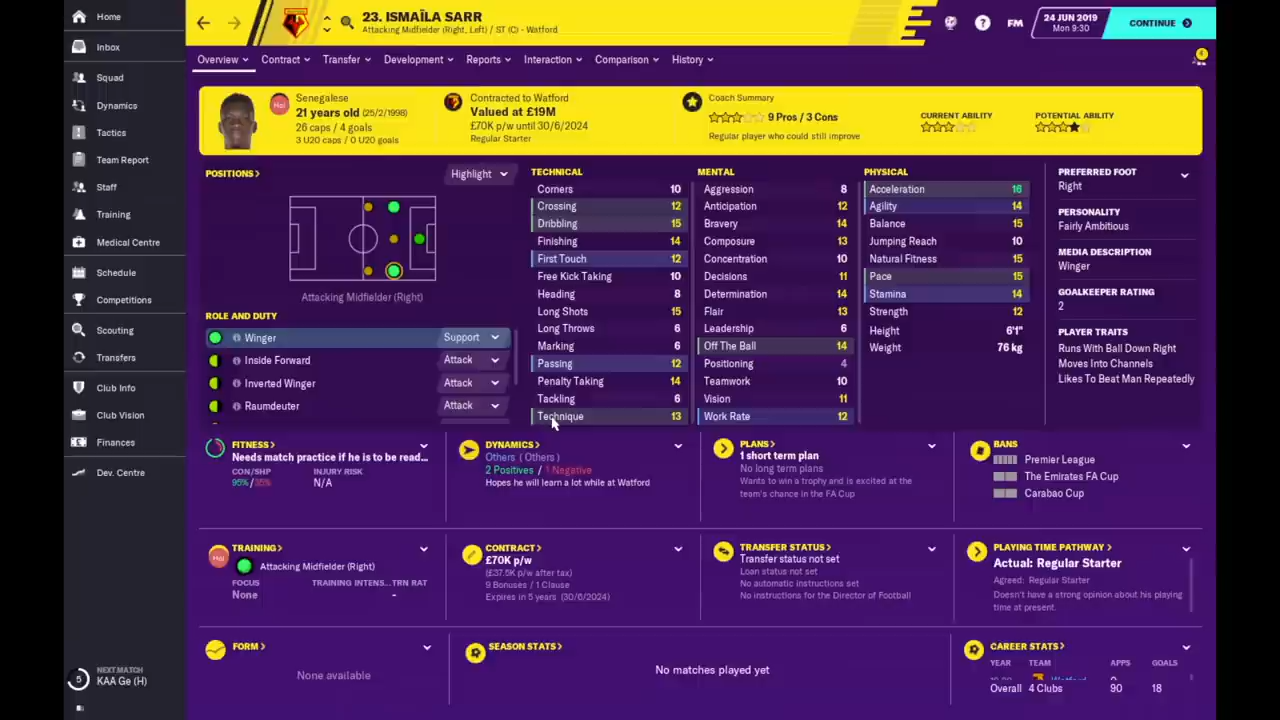 Home
Inbox
Squad
Dynamics
Tactics
Team Report
Staff
Training
Medical Centre
Schedule
Competitions
Scouting
Transfers
Club Info
Club Vision
Finances
Dev. Centre
NEXT MATCH
KAA Ge (H)
23. ISMAÏLA SARR
Attacking Midfielder (Right, Left) / ST (C) - Watford
FM
24 JUN 2019
Mon 9:30
CONTINUE
Overview
Contract
Transfer
Development
Reports
Interaction
Comparison
History
Hol
Senegalese
21 years old (25/2/1998)
26 caps / 4 goals
3 U20 caps / 0 U20 goals
Contracted to Watford
Valued at £19M
£70K p/w until 30/6/2024
Regular Starter
Coach Summary
9 Pros / 3 Cons
Regular player who could still improve
CURRENT ABILITY
POTENTIAL ABILITY
POSITIONS
Highlight
Attacking Midfielder (Right)
ROLE AND DUTY
Winger Support
Inside Forward Attack
Inverted Winger Attack
Raumdeuter Attack
TECHNICAL
Corners 10
Crossing 12
Dribbling 15
Finishing 14
First Touch 12
Free Kick Taking 10
Heading 8
Long Shots 15
Long Throws 6
Marking 6
Passing 12
Penalty Taking 14
Tackling 6
Technique 13
MENTAL
Aggression 8
Anticipation 12
Bravery 14
Composure 13
Concentration 10
Decisions 11
Determination 14
Flair 13
Leadership 6
Off The Ball 14
Positioning 4
Teamwork 10
Vision 11
Work Rate 12
PHYSICAL
Acceleration 16
Agility 14
Balance 15
Jumping Reach 10
Natural Fitness 15
Pace 15
Stamina 14
Strength 12
Height 6'1"
Weight 76 kg
PREFERRED FOOT
Right
PERSONALITY
Fairly Ambitious
MEDIA DESCRIPTION
Winger
GOALKEEPER RATING
2
PLAYER TRAITS
Runs With Ball Down Right
Moves Into Channels
Likes To Beat Man Repeatedly
FITNESS
Needs match practice if he is to be read...
CON/SHP
95% / 35%
INJURY RISK
N/A
DYNAMICS
Others ( Others )
2 Positives / 1 Negative
Hopes he will learn a lot while at Watford
PLANS
1 short term plan
No long term plans
Wants to win a trophy and is excited at the
team's chance in the FA Cup
BANS
Premier League
The Emirates FA Cup
Carabao Cup
TRAINING
Hol
Attacking Midfielder (Right)
FOCUS
None
TRAINING INTENS...
TRN RAT
-
CONTRACT
£70K p/w
(£37.5K p/w after tax)
9 Bonuses / 1 Clause
Expires in 5 years (30/6/2024)
TRANSFER STATUS
Transfer status not set
Loan status not set
No automatic instructions set
No instructions for the Director of Football
PLAYING TIME PATHWAY
Actual: Regular Starter
Agreed: Regular Starter
Doesn't have a strong opinion about his playing
time at present.
FORM
None available
SEASON STATS
No matches played yet
CAREER STATS
YEAR TEAM APPS GOALS
Overall 4 Clubs 90 18